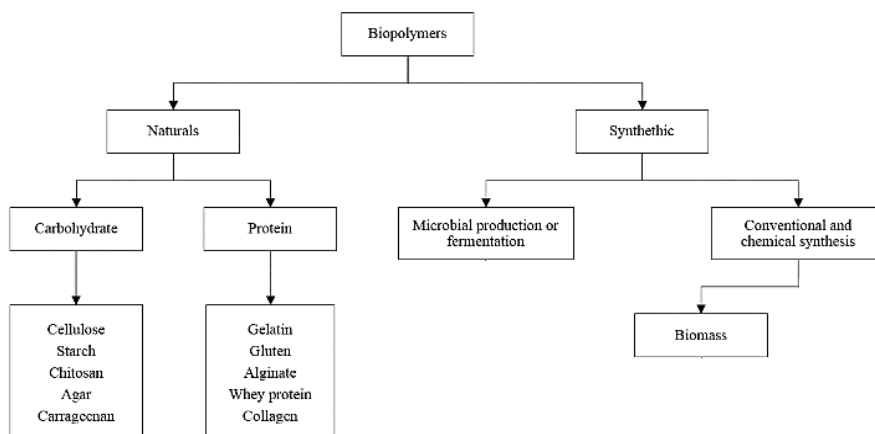 Biopolymers
Naturals
Synthethic
Carbohydrate
Protein
Microbial production or
fermentation
Conventional and
chemical synthesis
Cellulose
Starch
Chitosan
Agar
Carrageenan
Gelatin
Gluten
Alginate
Whey protein
Collagen
Biomass